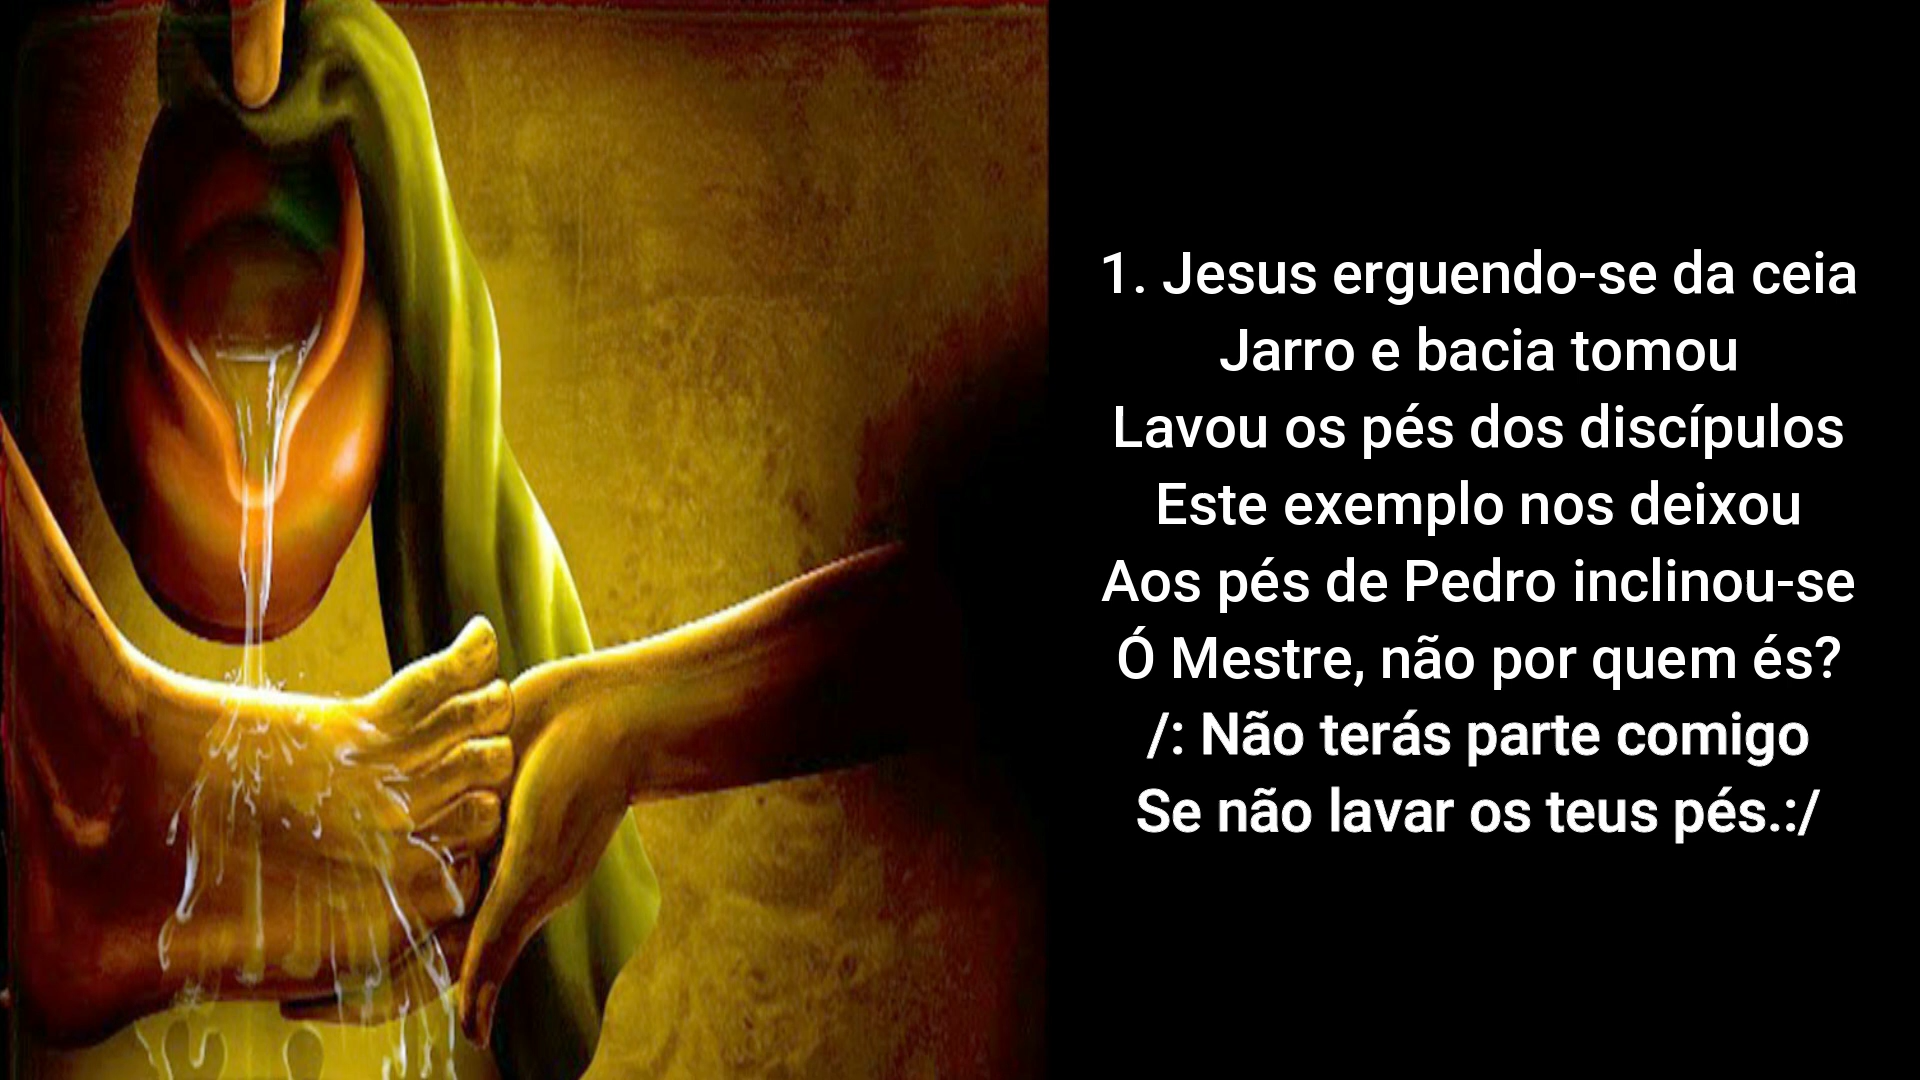 1. Jesus erguendo-se da ceia
Jarro e bacia tomou
Lavou os pés dos discípulos
Este exemplo nos deixou
Aos pés de Pedro inclinou-se
Ó Mestre, não por quem és?
/: Não terás parte comigo
Se não lavar os teus pés.:/